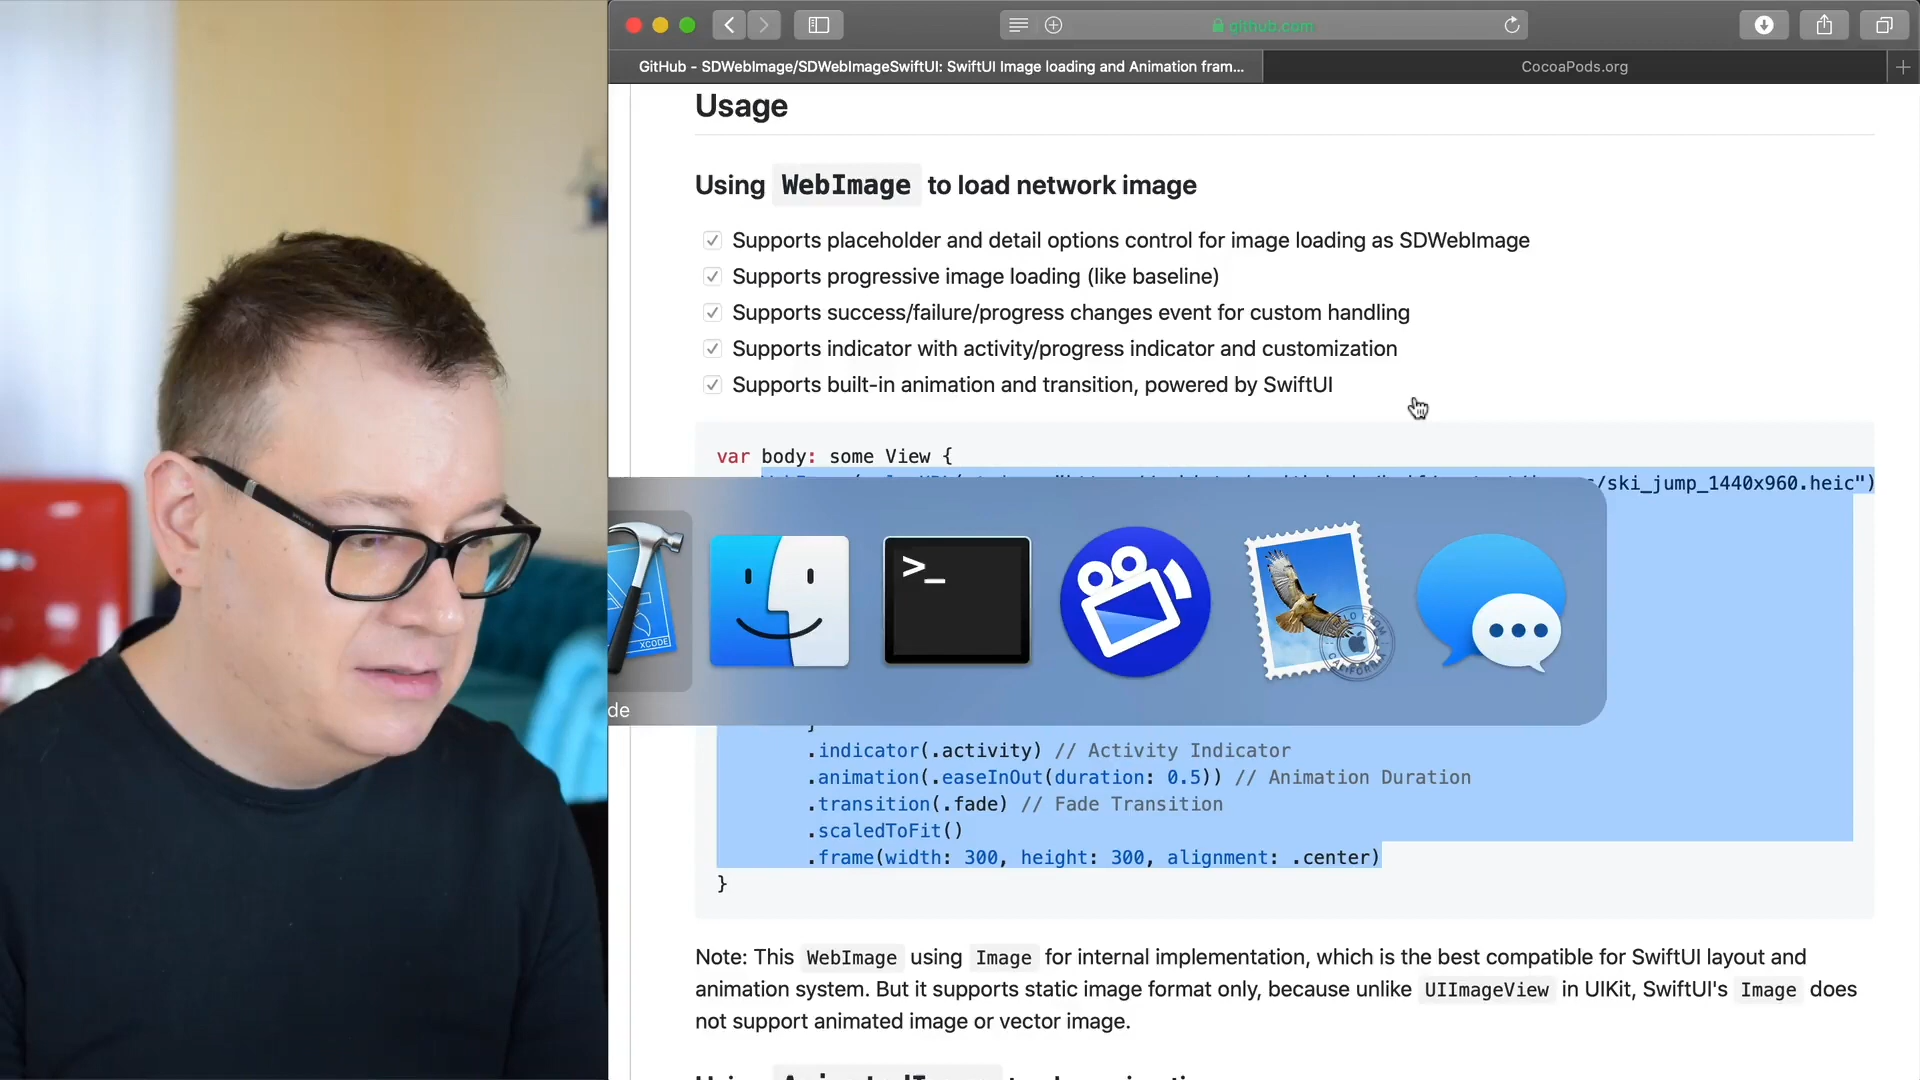 github.com
GitHub - SDWebImage/SDWebImageSwiftUI: SwiftUI Image loading and Animation fram...
CocoaPods.org
Usage
Using WebImage to load network image
Supports placeholder and detail options control for image loading as SDWebImage
Supports progressive image loading (like baseline)
Supports success/failure/progress changes event for custom handling
Supports indicator with activity/progress indicator and customization
Supports built-in animation and transition, powered by SwiftUI
var body: some View {
/ski_jump_1440x960.heic")
XCODE
>_
HELLO FROM CALIFORNIA
de
}
.indicator(.activity) // Activity Indicator
.animation(.easeInOut(duration: 0.5)) // Animation Duration
.transition(.fade) // Fade Transition
.scaledToFit()
.frame(width: 300, height: 300, alignment: .center)
}
Note: This WebImage using Image for internal implementation, which is the best compatible for SwiftUI layout and
animation system. But it supports static image format only, because unlike UIImageView in UIKit, SwiftUI's Image does
not support animated image or vector image.